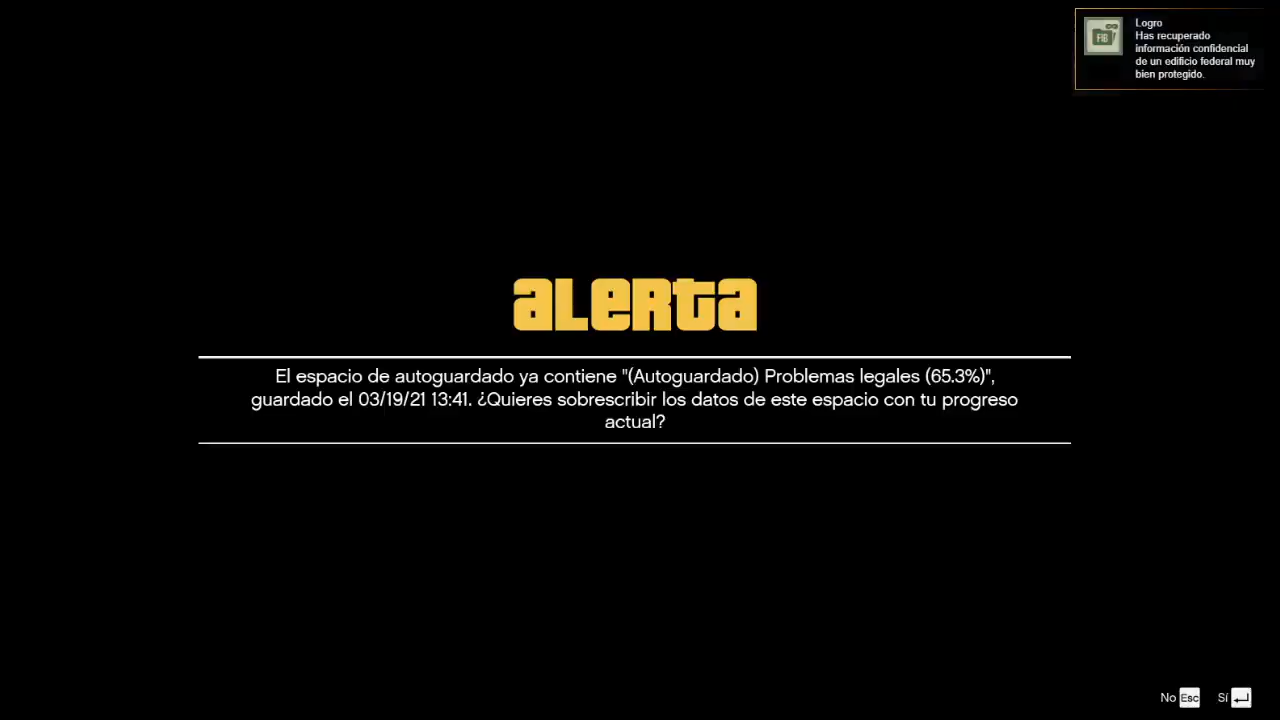 Logro
Has recuperado
información confidencial
de un edificio federal muy
bien protegido.
FIB
aLerta
El espacio de autoguardado ya contiene "(Autoguardado) Problemas legales (65.3%)",
guardado el 03/19/21 13:41. ¿Quieres sobrescribir los datos de este espacio con tu progreso
actual?
No Esc Sí